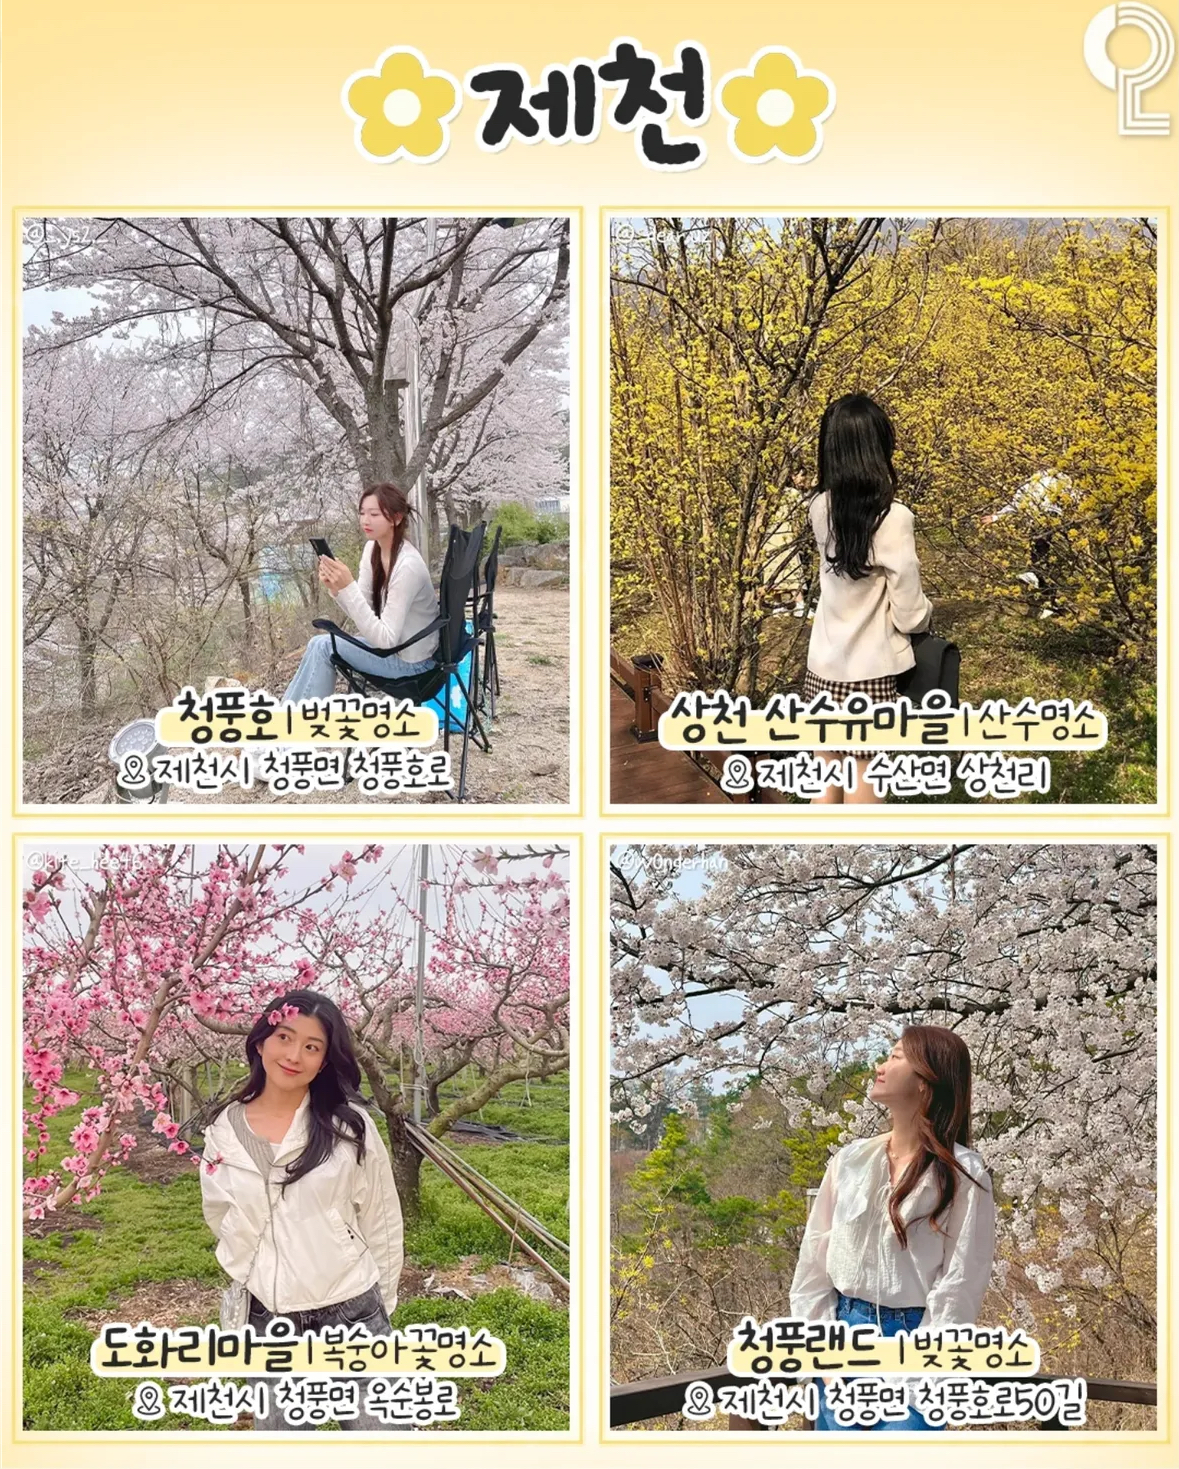 제천
@_ys2_
청풍호 | 벚꽃명소
제천시 청풍면 청풍호로
상천 산수유마을 | 산수명소
제천시 수산면 상천리
@kite_hee46
도화리마을 | 복숭아꽃명소
제천시 청풍면 옥순봉로
@w0nderhan
청풍랜드 | 벚꽃명소
제천시 청풍면 청풍호로50길